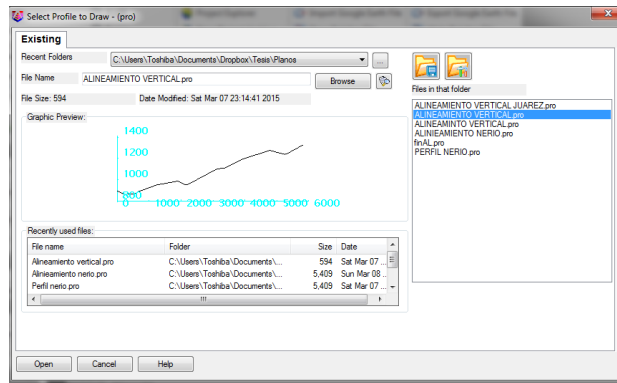 Select Profile to Draw - (pro)
Existing
Recent Folders
C:\Users\Toshiba\Documents\Dropbox\Tesis\Planos
...
File Name
ALINEAMIENTO VERTICAL.pro
Browse
File Size: 594
Date Modified: Sat Mar 07 23:14:41 2015
Files in that folder
ALINEAMIENTO VERTICAL JUAREZ.pro
ALINEAMIENTO VERTICAL.pro
ALINEAMINTO VERTICAL.pro
ALINIEAMIENTO NERIO.pro
finAL.pro
PERFIL NERIO.pro
Graphic Preview:
1400
1200
1000
800
0 1000 2000 3000 4000 5000 6000
Recently used files:
File name Folder Size Date
Alineamiento vertical.pro C:\Users\Toshiba\Documents\... 594 Sat Mar 07 ...
Alinieamiento nerio.pro C:\Users\Toshiba\Documents\... 5,409 Sun Mar 08 ...
Perfil nerio.pro C:\Users\Toshiba\Documents\... 5,409 Sat Mar 07 ...
Open Cancel Help